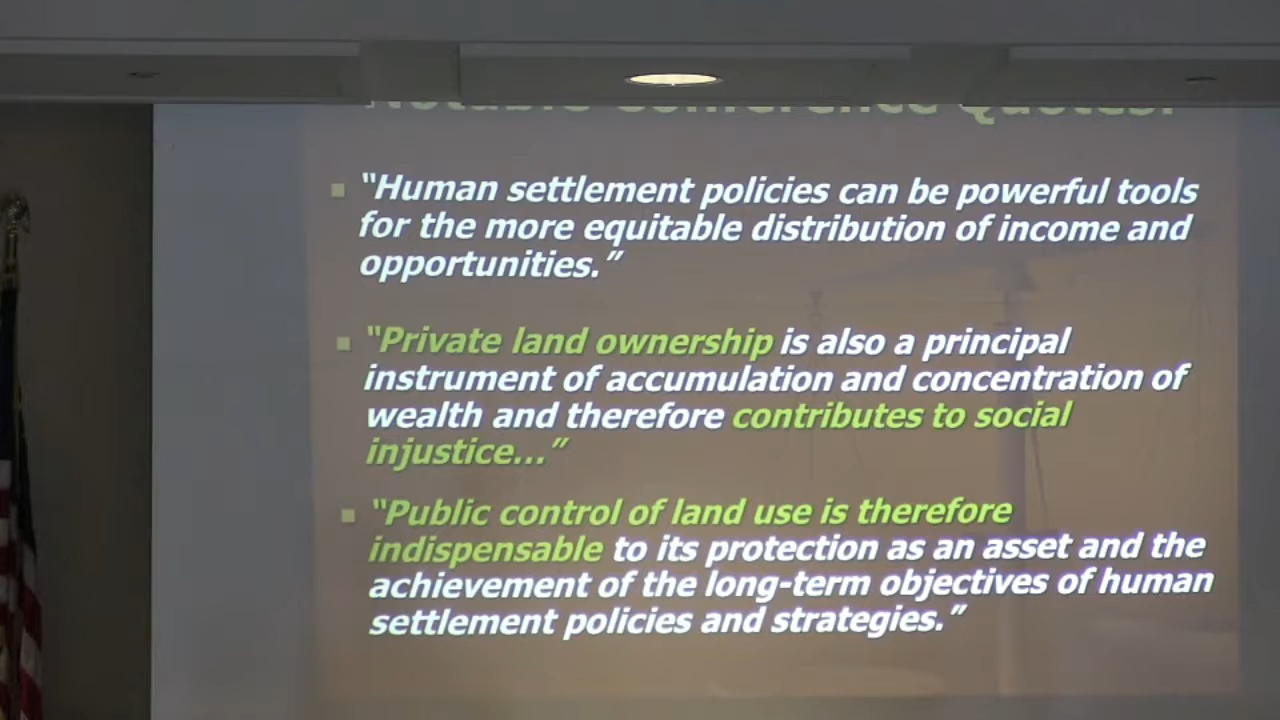 Notable Conference Quotes:
▪ “Human settlement policies can be powerful tools
for the more equitable distribution of income and
opportunities.”
▪ “Private land ownership is also a principal
instrument of accumulation and concentration of
wealth and therefore contributes to social
injustice...”
▪ “Public control of land use is therefore
indispensable to its protection as an asset and the
achievement of the long-term objectives of human
settlement policies and strategies.”